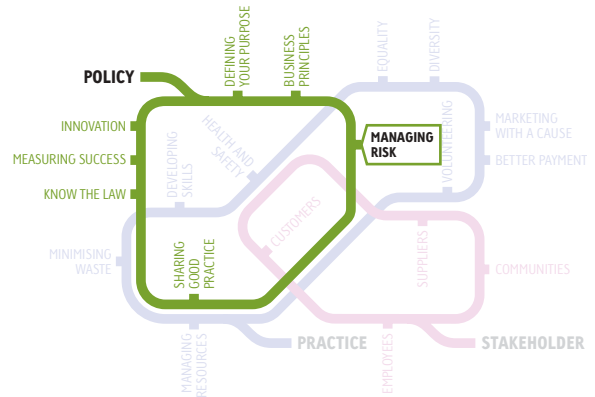 DEFINING
YOUR PURPOSE
BUSINESS
PRINCIPLES
EQUALITY
DIVERSITY
POLICY
INNOVATION
MEASURING SUCCESS
KNOW THE LAW
DEVELOPING
SKILLS
HEALTH AND
SAFETY
MANAGING
RISK
VOLUNTEERING
MARKETING
WITH A CAUSE
BETTER PAYMENT
CUSTOMERS
MINIMISING
WASTE
SHARING
GOOD
PRACTICE
SUPPLIERS
COMMUNITIES
MANAGING
RESOURCES
PRACTICE
EMPLOYEES
STAKEHOLDER